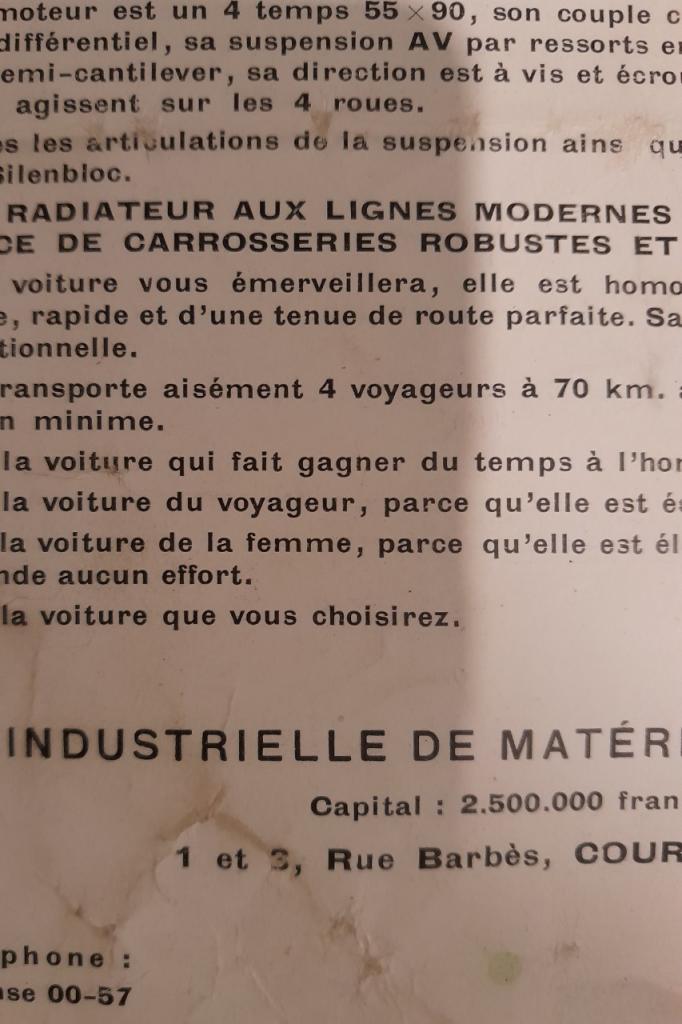 moteur est un 4 temps 55×90, son couple c
différentiel, sa suspension AV par ressorts e
emi-cantilever, sa direction est à vis et écro
agissent sur les 4 roues.
es les articulations de la suspension ains qu
Silenbloc.
RADIATEUR AUX LIGNES MODERNES
CE DE CARROSSERIES ROBUSTES ET
voiture vous émerveillera, elle est homo
e, rapide et d'une tenue de route parfaite. Sa
tionnelle.
ransporte aisément 4 voyageurs à 70 km.
n minime.
la voiture qui fait gagner du temps à l'hom
la voiture du voyageur, parce qu'elle est é
la voiture de la femme, parce qu'elle est él
nde aucun effort.
la voiture que vous choisirez.
INDUSTRIELLE DE MATÉRI
Capital : 2.500.000 fran
1 et 3, Rue Barbès, COUR
phone :
nse 00-57